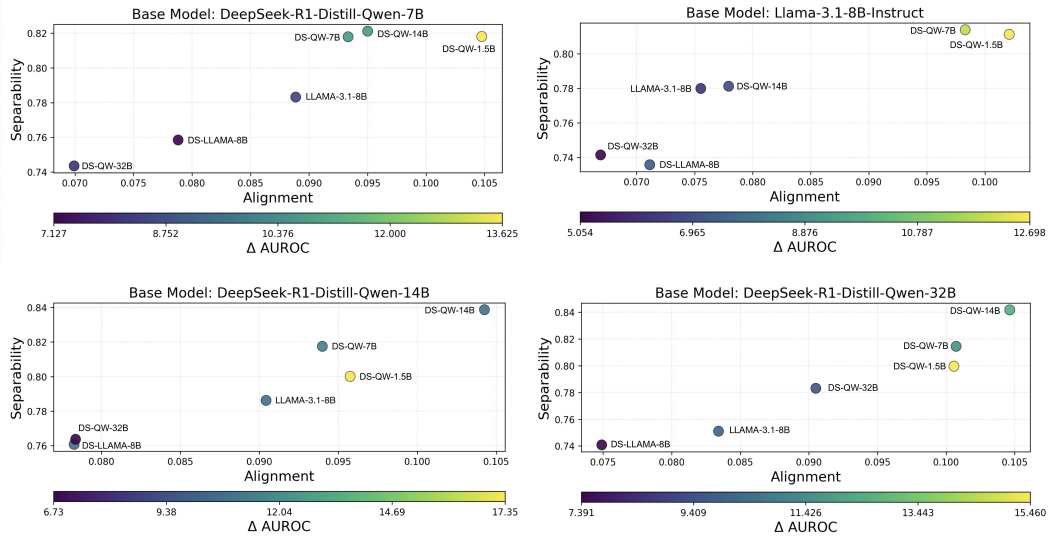 Base Model: DeepSeek-R1-Distill-Qwen-7B
Separability
0.82
0.80
0.78
0.76
0.74
DS-QW-7B
DS-QW-14B
DS-QW-1.5B
LLAMA-3.1-8B
DS-LLAMA-8B
DS-QW-32B
0.070 0.075 0.080 0.085 0.090 0.095 0.100 0.105
Alignment
7.127 8.752 10.376 12.000 13.625
Δ AUROC
Base Model: Llama-3.1-8B-Instruct
Separability
0.80
0.78
0.76
0.74
DS-QW-7B
DS-QW-1.5B
LLAMA-3.1-8B
DS-QW-14B
DS-QW-32B
DS-LLAMA-8B
0.070 0.075 0.080 0.085 0.090 0.095 0.100
Alignment
5.054 6.965 8.876 10.787 12.698
Δ AUROC
Base Model: DeepSeek-R1-Distill-Qwen-14B
Separability
0.84
0.82
0.80
0.78
0.76
DS-QW-14B
DS-QW-7B
DS-QW-1.5B
LLAMA-3.1-8B
DS-QW-32B
DS-LLAMA-8B
0.080 0.085 0.090 0.095 0.100 0.105
Alignment
6.73 9.38 12.04 14.69 17.35
Δ AUROC
Base Model: DeepSeek-R1-Distill-Qwen-32B
Separability
0.84
0.82
0.80
0.78
0.76
0.74
DS-QW-14B
DS-QW-7B
DS-QW-1.5B
DS-QW-32B
LLAMA-3.1-8B
DS-LLAMA-8B
0.075 0.080 0.085 0.090 0.095 0.100 0.105
Alignment
7.391 9.409 11.426 13.443 15.460
Δ AUROC